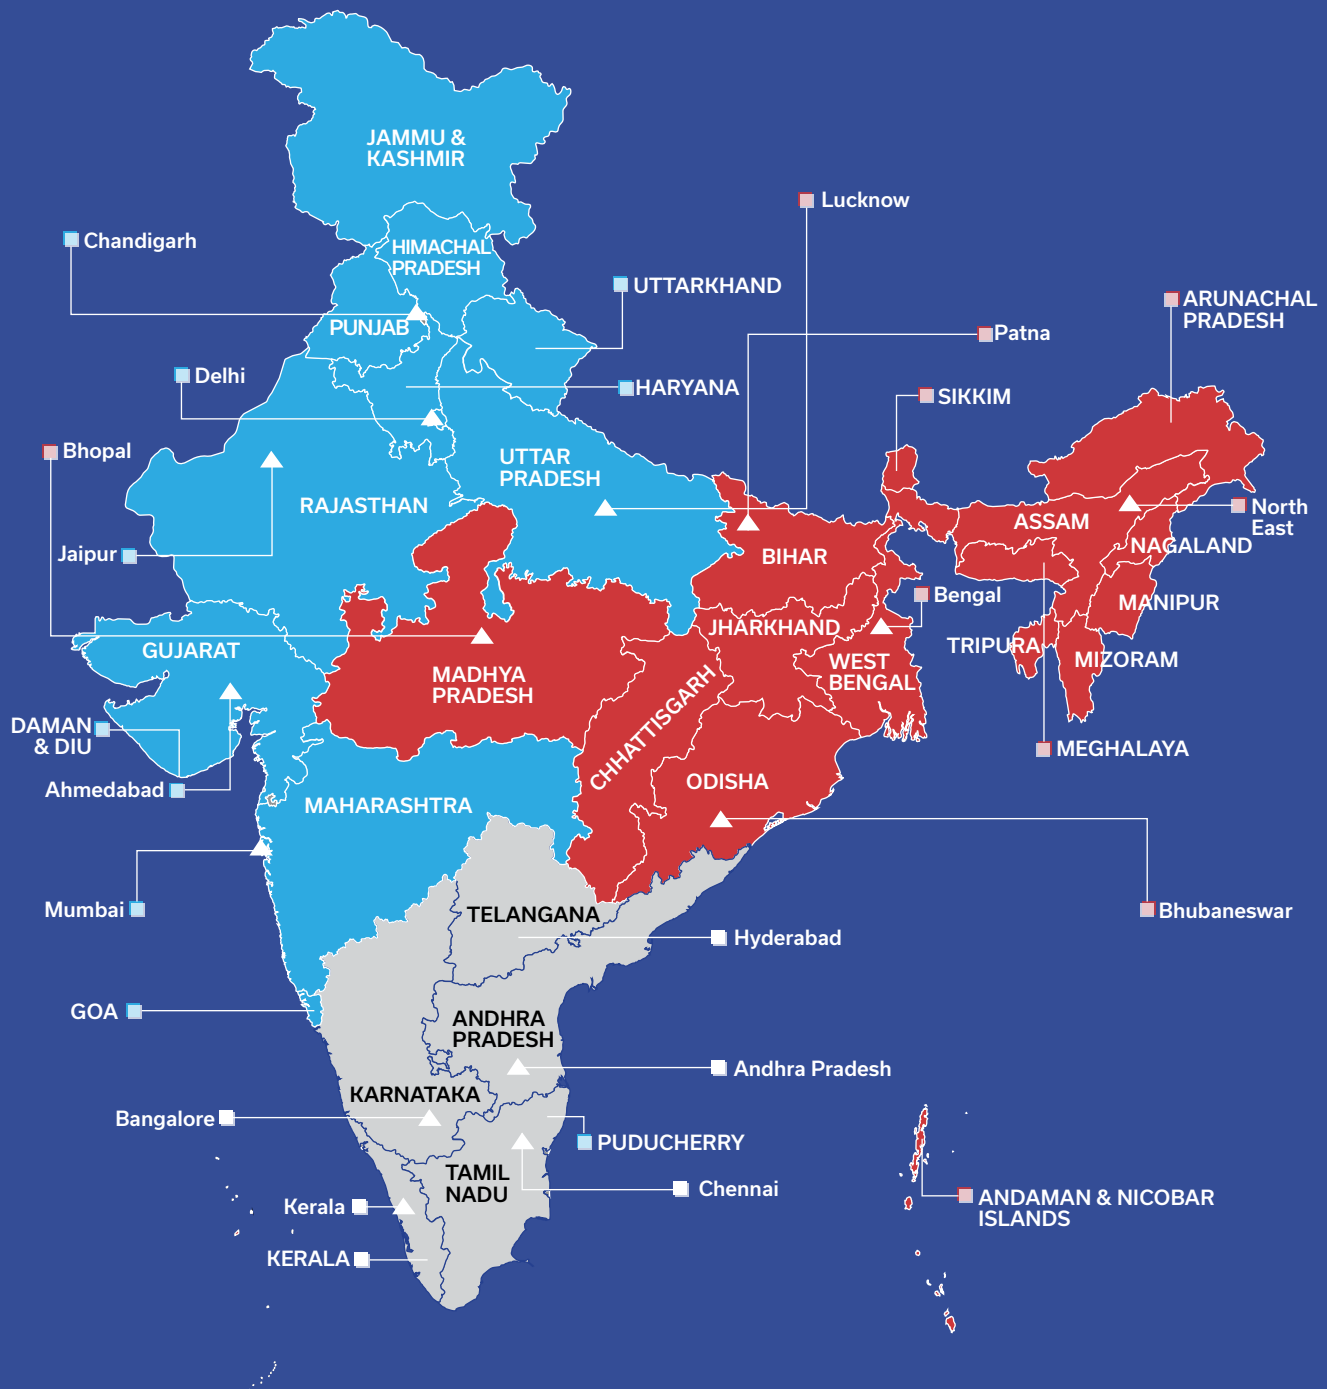 JAMMU &
KASHMIR
Lucknow
Chandigarh
HIMACHAL
PRADESH
UTTARKHAND
ARUNACHAL
PRADESH
PUNJAB
Patna
Delhi
HARYANA
SIKKIM
Bhopal
UTTAR
PRADESH
RAJASTHAN
North
East
ASSAM
NAGALAND
Jaipur
BIHAR
Bengal
MANIPUR
JHARKHAND
GUJARAT
TRIPURA
MIZORAM
WEST
BENGAL
MADHYA
PRADESH
CHHATTISGARH
DAMAN
& DIU
MEGHALAYA
ODISHA
Ahmedabad
MAHARASHTRA
Mumbai
TELANGANA
Bhubaneswar
Hyderabad
GOA
ANDHRA
PRADESH
Andhra Pradesh
KARNATAKA
Bangalore
PUDUCHERRY
TAMIL
NADU
Chennai
ANDAMAN & NICOBAR
ISLANDS
Kerala
KERALA